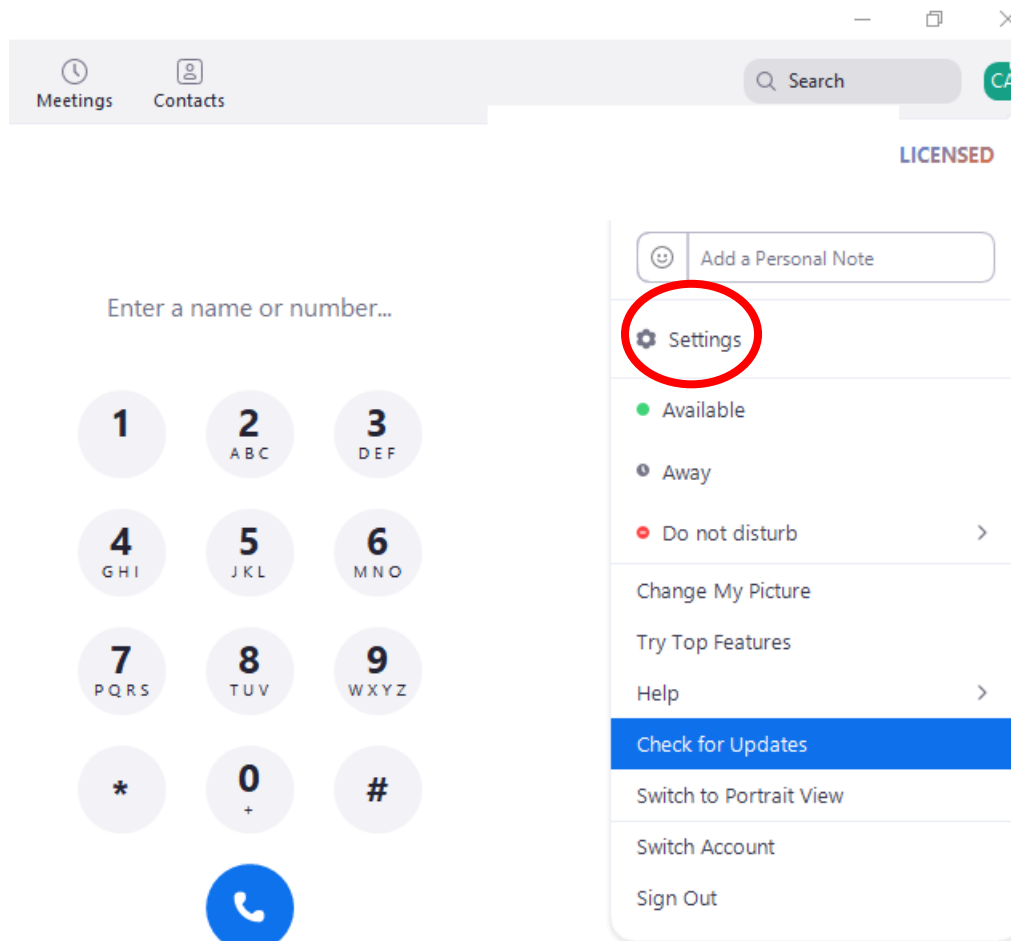 Meetings Contacts Search CA
LICENSED
Add a Personal Note
Enter a name or number...
Settings
Available
Away
Do not disturb
Change My Picture
Try Top Features
Help
Check for Updates
Switch to Portrait View
Switch Account
Sign Out
1 2 3
ABC DEF
4 5 6
GHI JKL MNO
7 8 9
PQRS TUV WXYZ
* 0 #
+